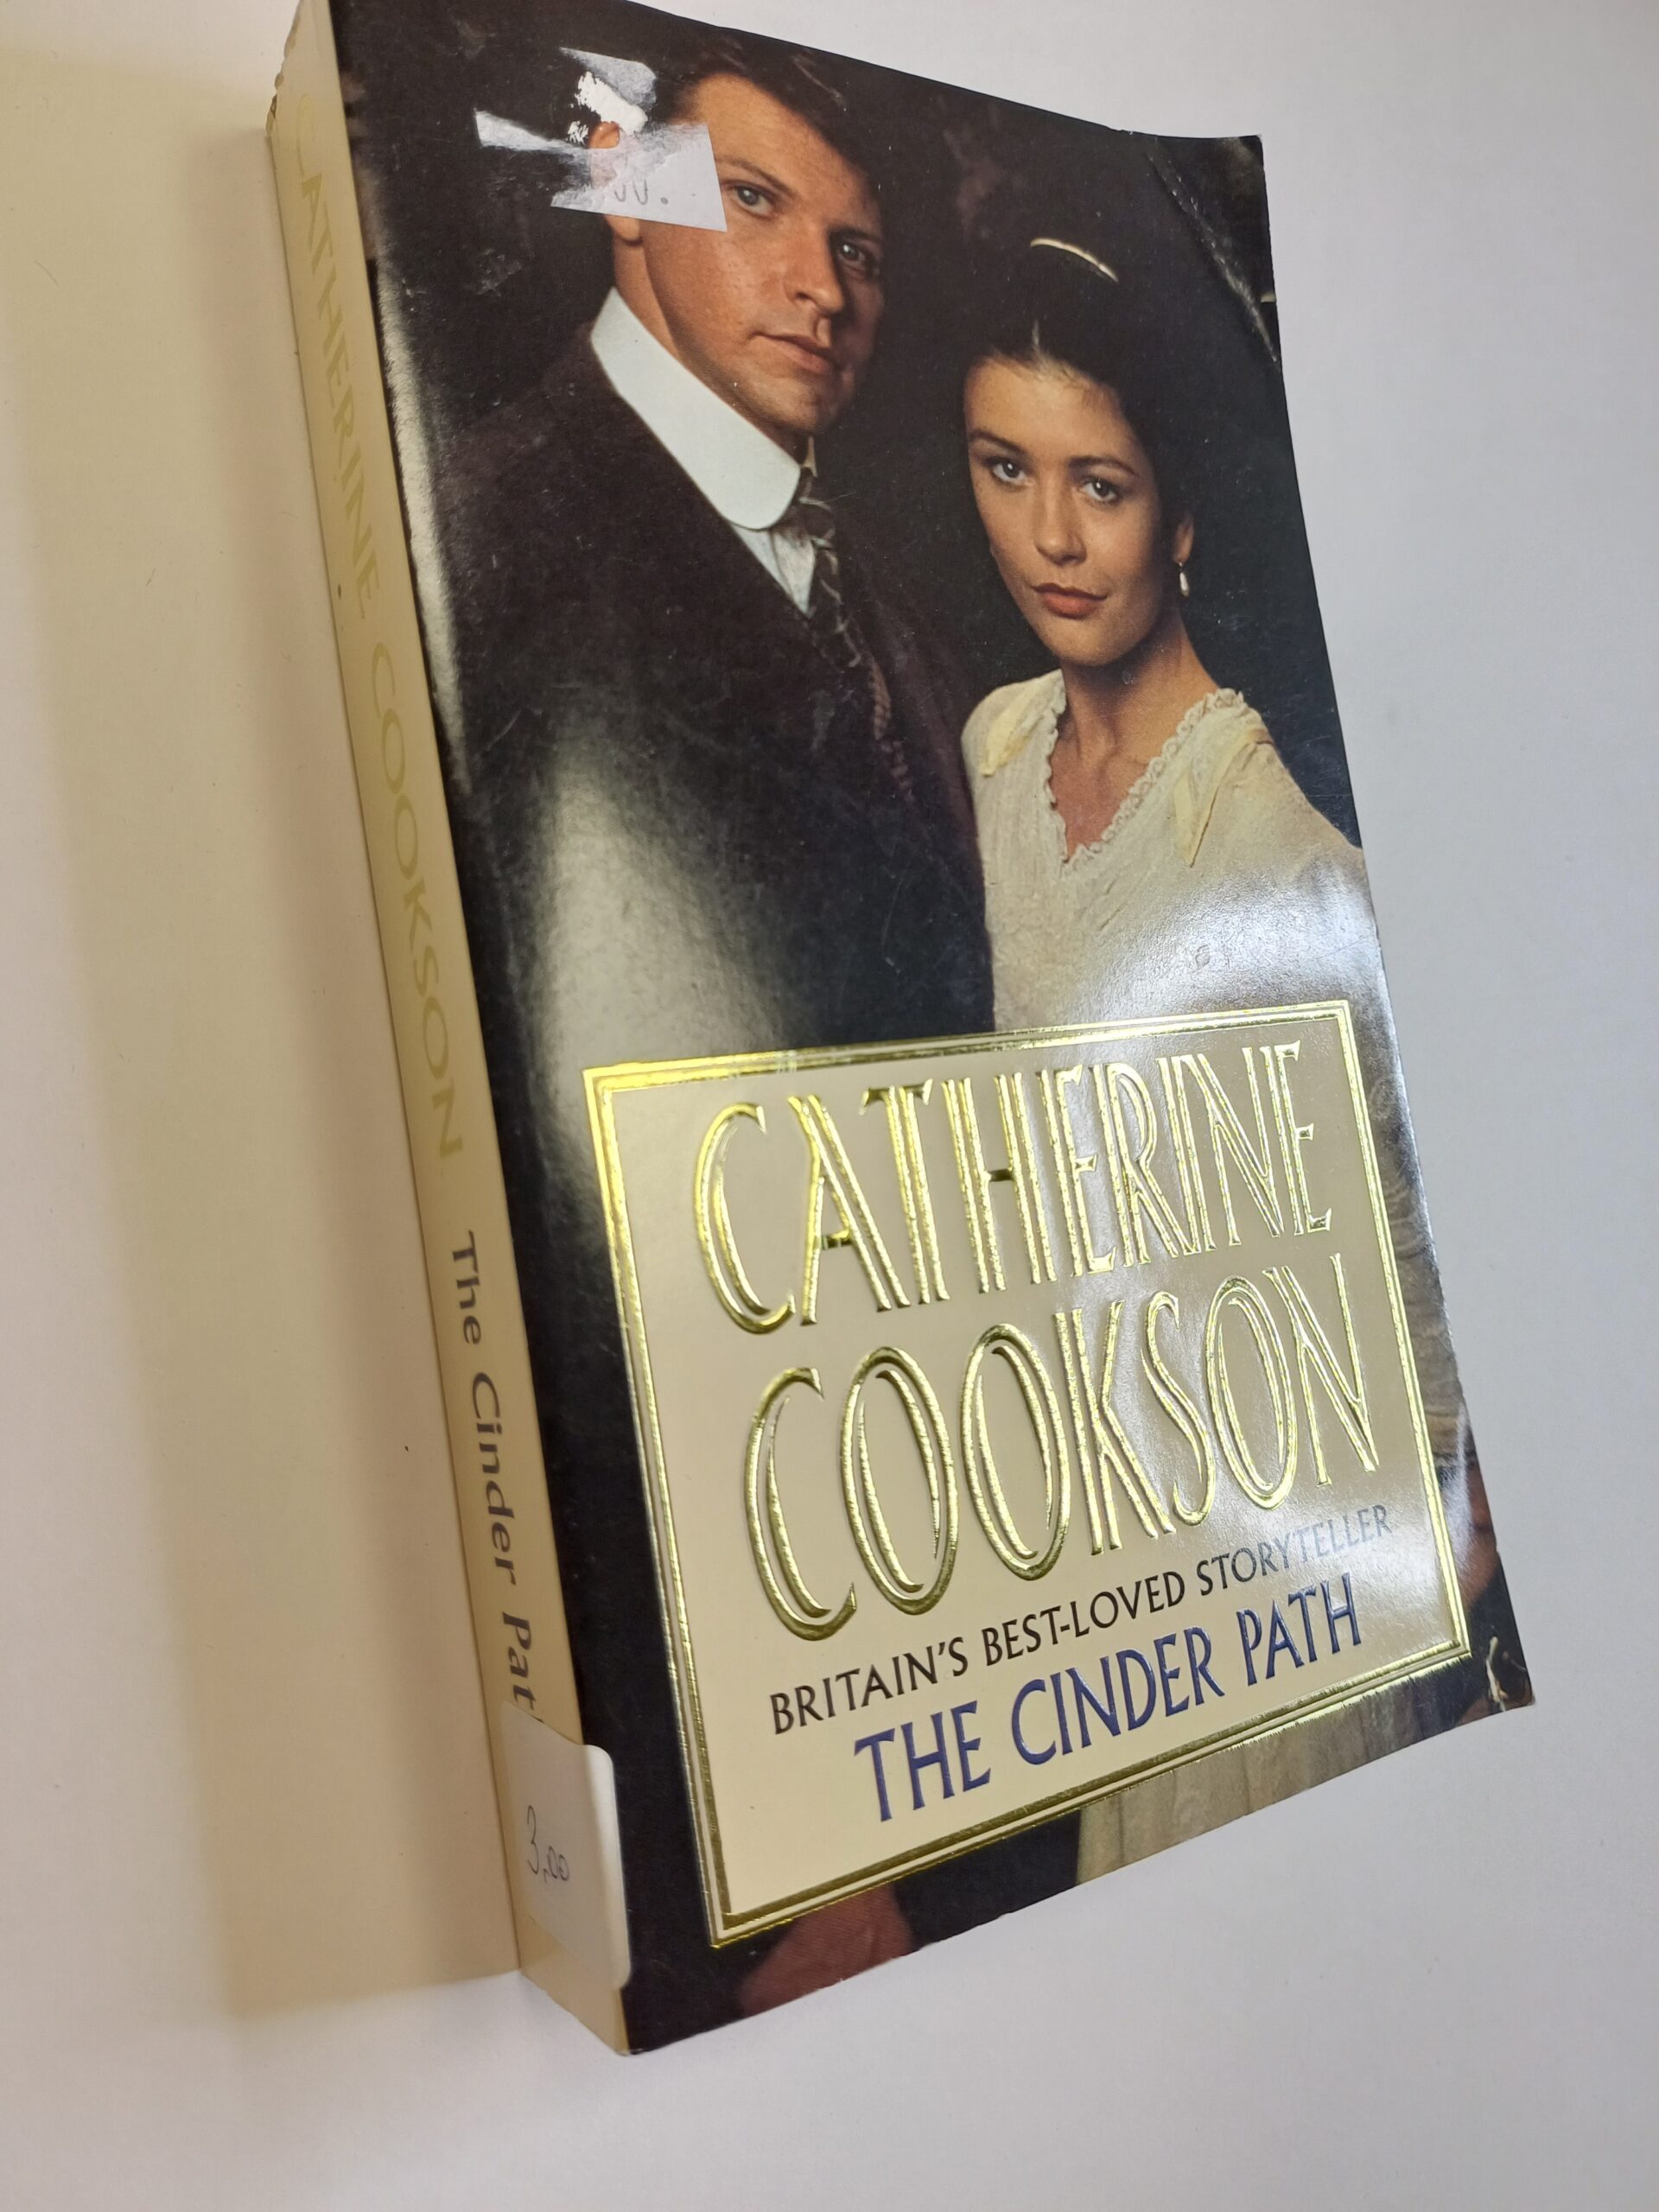 CATHERINE COOKSON The Cinder Pat
3,00
CATHERINE
COOKSON
BRITAIN'S BEST-LOVED STORYTELLER
THE CINDER PATH